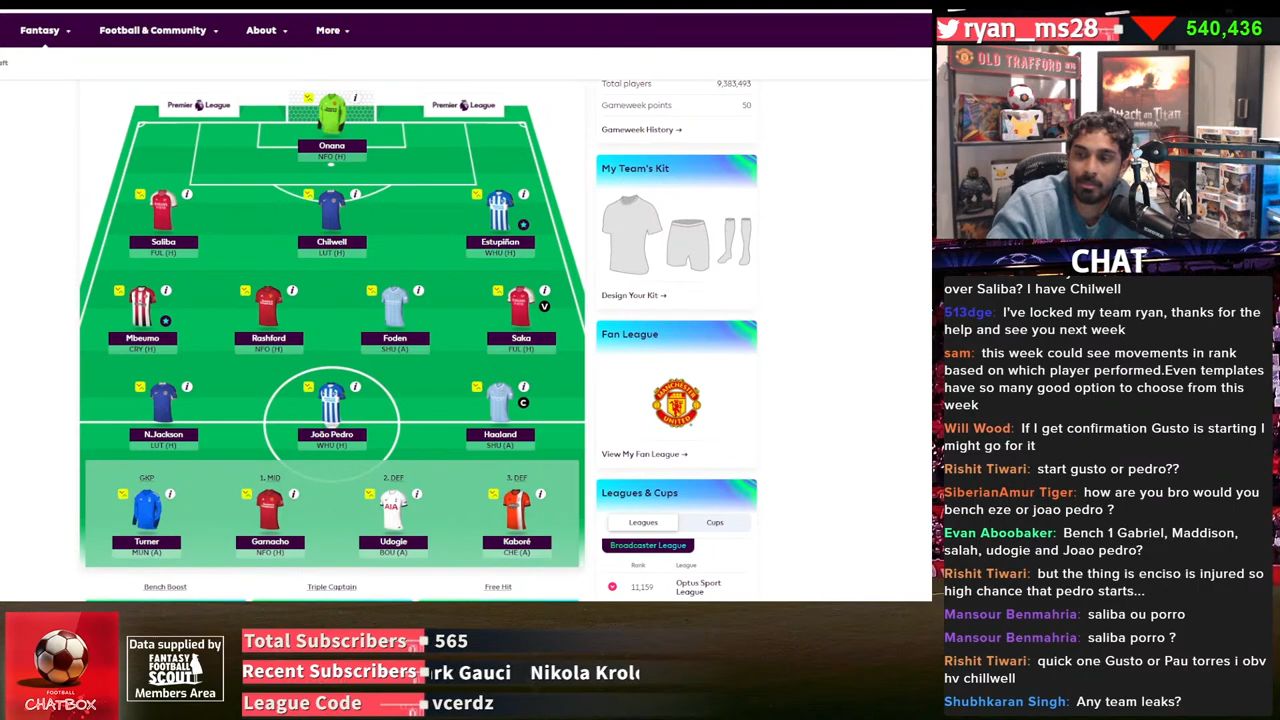 Fantasy
Football & Community
About
More
Premier League
Premier League
Onana
NFO (H)
Saliba
FUL (H)
Chilwell
LUT (H)
Estupiñan
WHU (H)
Mbeumo
CRY (H)
Rashford
NFO (H)
Foden
SHU (A)
Saka
FUL (H)
V
N.Jackson
LUT (H)
João Pedro
WHU (H)
Haaland
SHU (A)
C
GKP
1. MID
2. DEF
3. DEF
AIA
Turner
MUN (A)
Garnacho
NFO (H)
Udogie
BOU (A)
Kaboré
CHE (A)
Bench Boost
Triple Captain
Free Hit
Total players 9,383,493
Gameweek points 50
Gameweek History →
My Team's Kit
Design Your Kit →
Fan League
MANCHESTER
UNITED
View My Fan League →
Leagues & Cups
Leagues
Cups
Broadcaster League
Rank
League
11,159
Optus Sport
League
ryan_ms28
540,436
OLD TRAFFORD
Attack on Titan
CHAT
over Saliba? I have Chilwell
513dge: I've locked my team ryan, thanks for the
help and see you next week
sam: this week could see movements in rank
based on which player performed.Even templates
have so many good option to choose from this
week
Will Wood: If I get confirmation Gusto is starting I
might go for it
Rishit Tiwari: start gusto or pedro??
SiberianAmur Tiger: how are you bro would you
bench eze or joao pedro ?
Evan Aboobaker: Bench 1 Gabriel, Maddison,
salah, udogie and Joao pedro?
Rishit Tiwari: but the thing is enciso is injured so
high chance that pedro starts...
Mansour Benmahria: saliba ou porro
Mansour Benmahria: saliba porro ?
Rishit Tiwari: quick one Gusto or Pau torres i obv
hv chillwell
Shubhkaran Singh: Any team leaks?
FOOTBALL
CHATBOX
Data supplied by
FANTASY
FOOTBALL
SCOUT
Members Area
Total Subscribers 565
Recent Subscribers rk Gauci Nikola Krol
League Code vcerdz